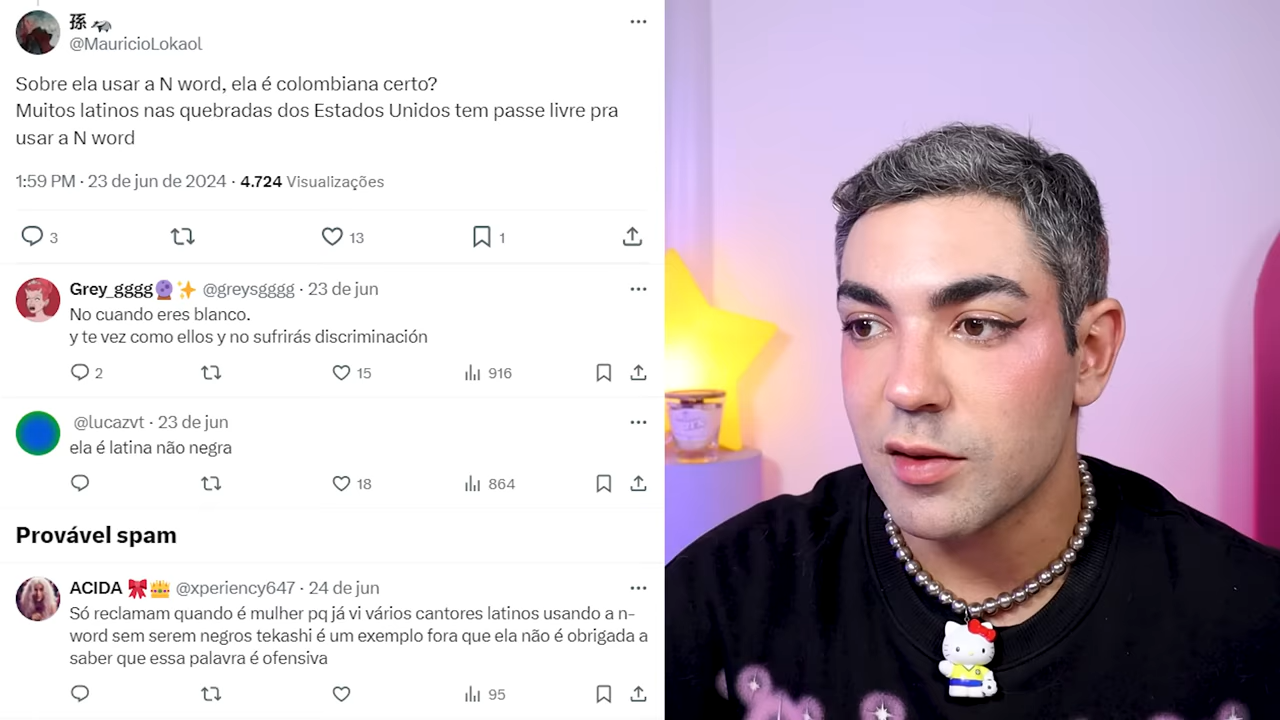 孫
@MauricioLokaol
Sobre ela usar a N word, ela é colombiana certo?
Muitos latinos nas quebradas dos Estados Unidos tem passe livre pra
usar a N word
1:59 PM · 23 de jun de 2024 · 4.724 Visualizações
3
13
1
Grey_gggg🔮✨ @greysgggg · 23 de jun
No cuando eres blanco.
y te vez como ellos y no sufrirás discriminación
2
15
916
@lucazvt · 23 de jun
ela é latina não negra
18
864
Provável spam
ACIDA 🎀👑 @xperiency647 · 24 de jun
Só reclamam quando é mulher pq já vi vários cantores latinos usando a n-
word sem serem negros tekashi é um exemplo fora que ela não é obrigada a
saber que essa palavra é ofensiva
95